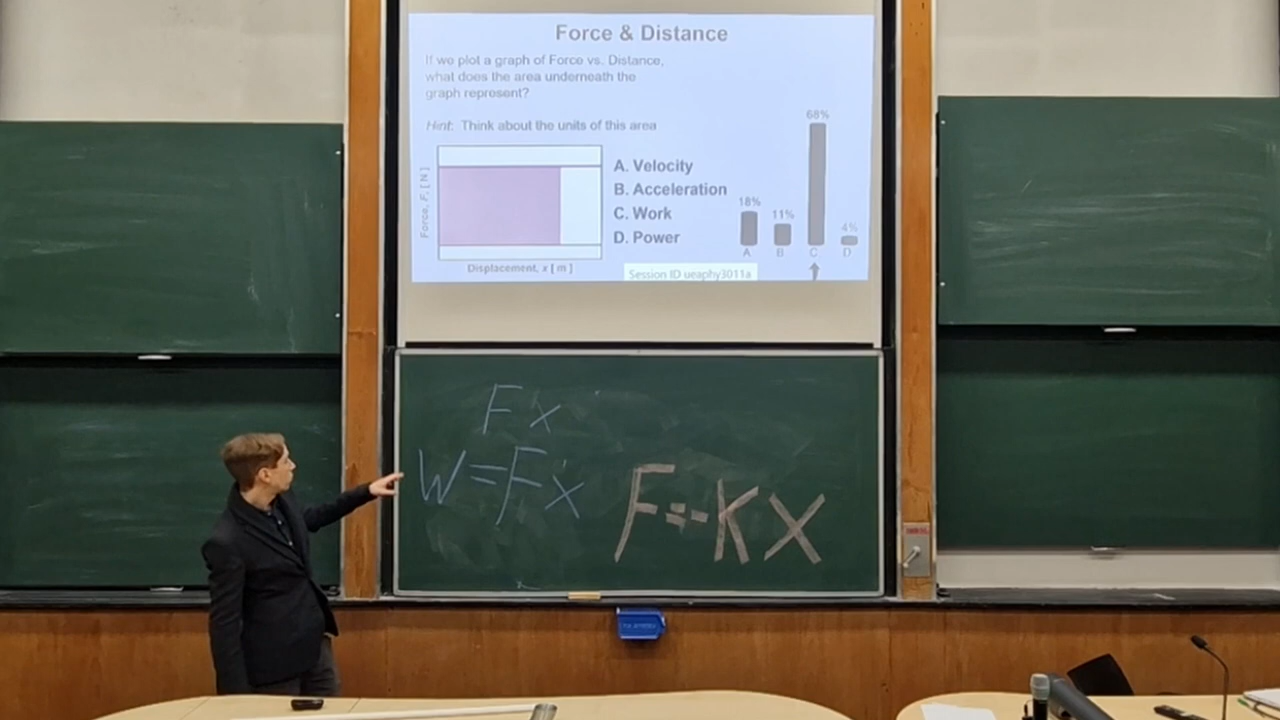 Force & Distance
If we plot a graph of Force vs. Distance,
what does the area underneath the
graph represent?
Hint: Think about the units of this area
Force, F, [ N ]
Displacement, x [ m ]
A. Velocity
B. Acceleration
C. Work
D. Power
18%
11%
68%
4%
A B C D
Session ID ueaphy3011a
F x
W = F x
F = -K X